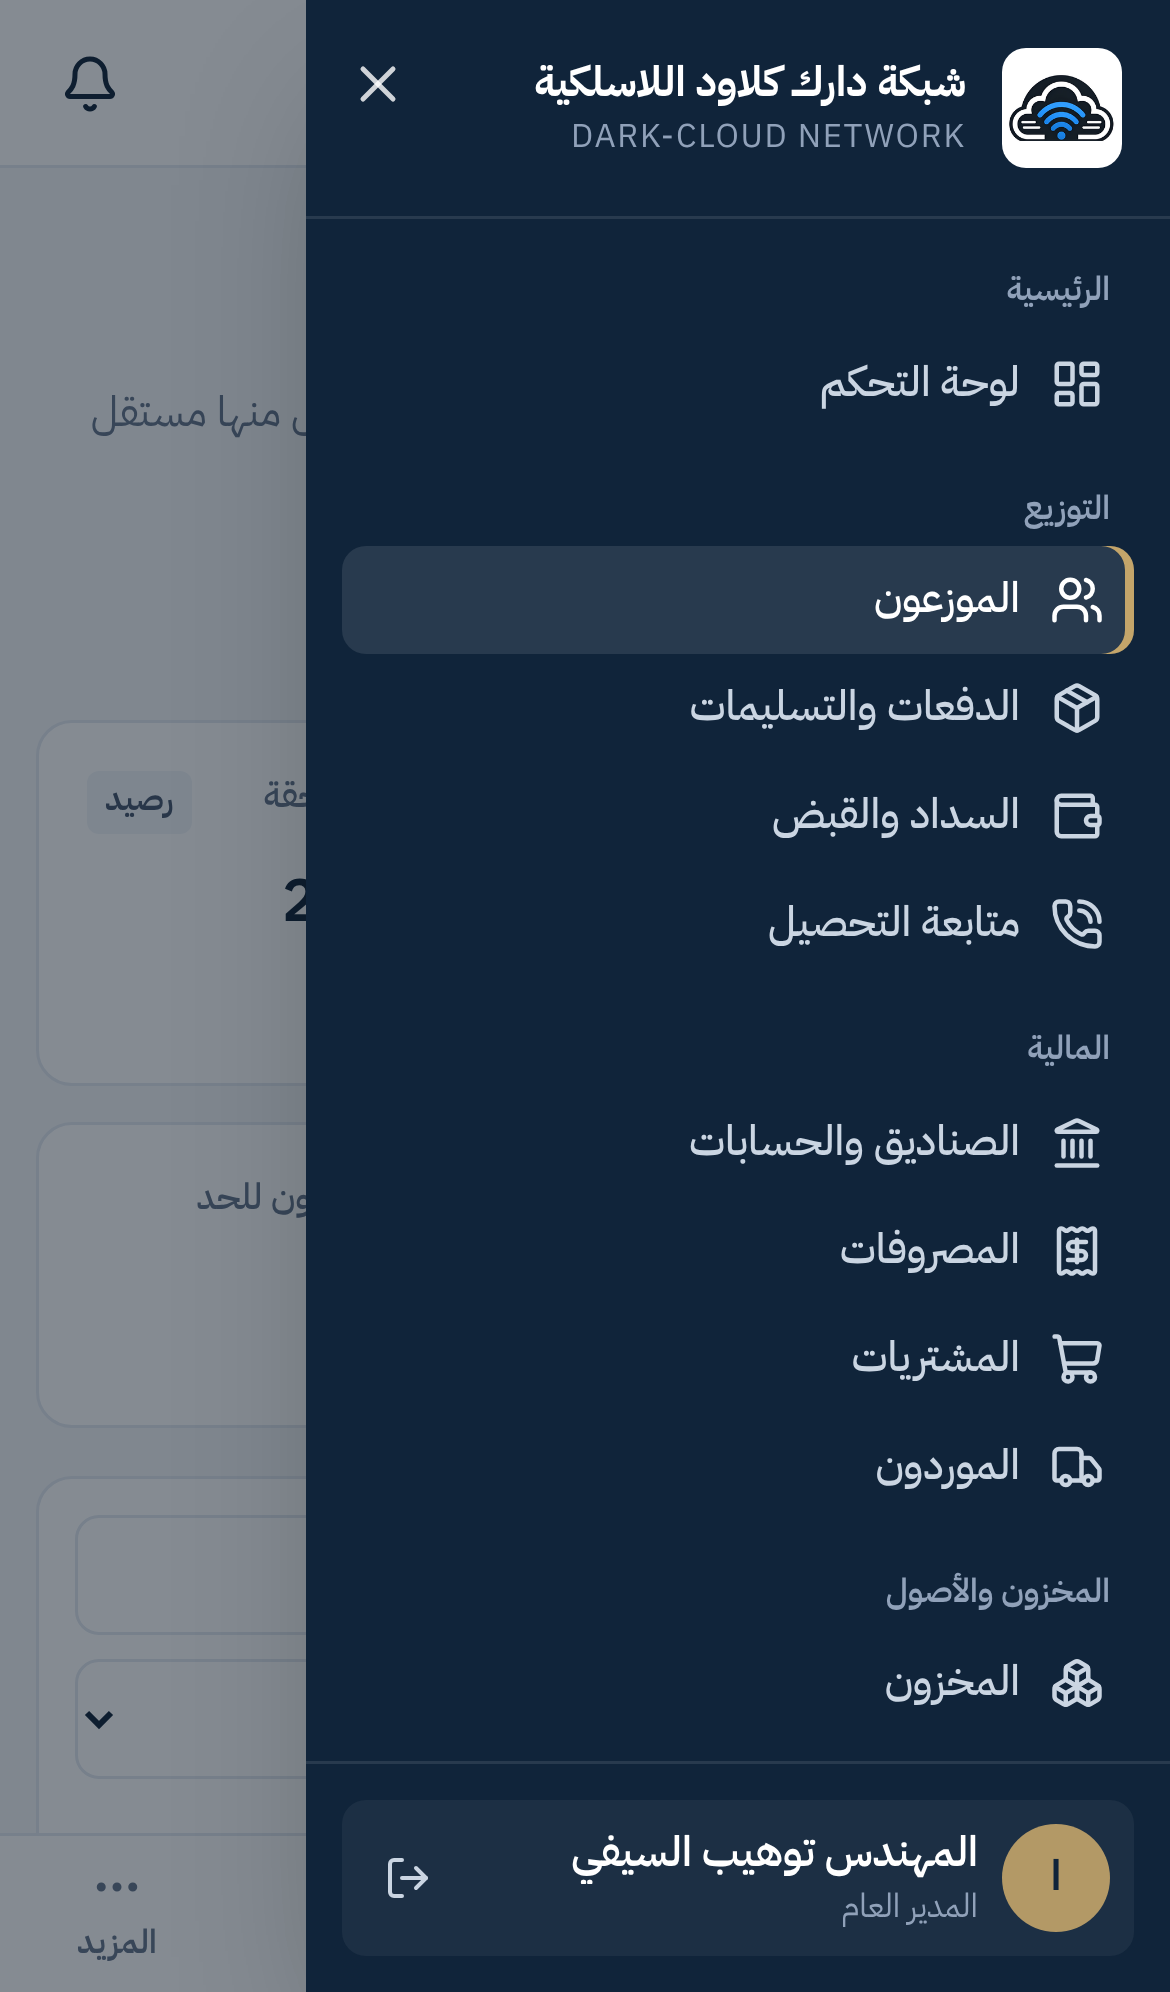 شبكة دارك كلاود اللاسلكية
DARK-CLOUD NETWORK
الرئيسية
لوحة التحكم
التوزيع
الموزعون
الدفعات والتسليمات
السداد والقبض
متابعة التحصيل
المالية
الصناديق والحسابات
المصروفات
المشتريات
الموردون
المخزون والأصول
المخزون
ا
المهندس توهيب السيفي
المدير العام
منها مستقل
رصيد
2
للحد
المزيد